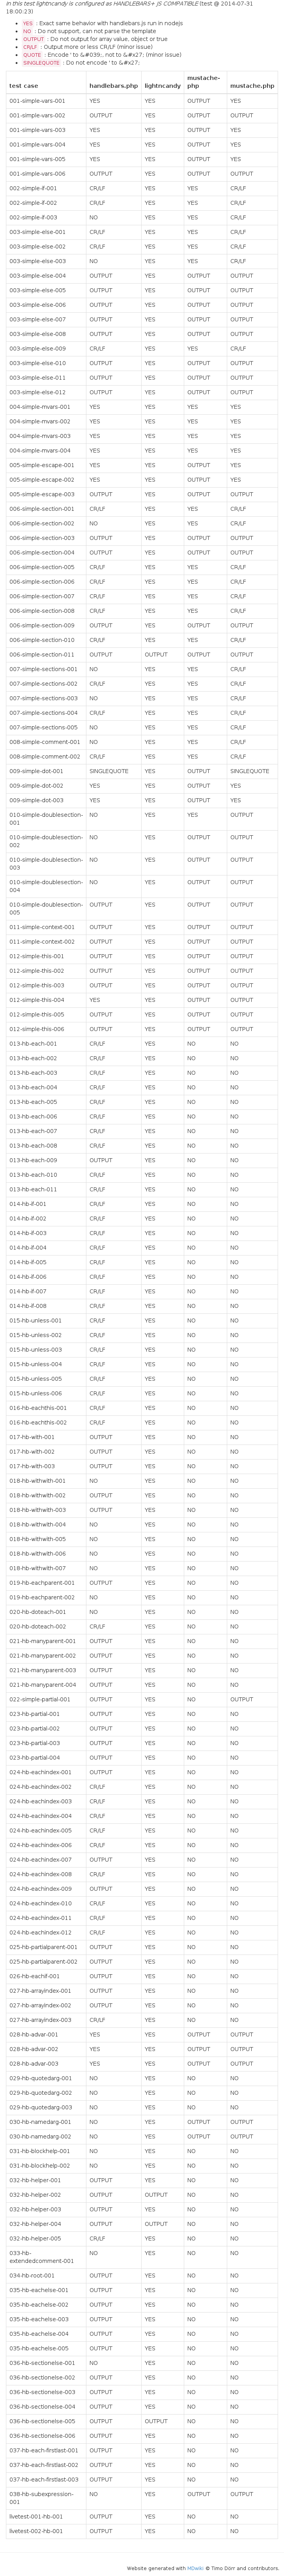 In this test lightncandy is configured as HANDLEBARS+ JS COMPATIBLE (test @ 2014-07-31
18:00:23)
YES : Exact same behavior with handlebars.js run in nodejs
NO : Do not support, can not parse the template
OUTPUT : Do not output for array value, object or true
CR/LF : Output more or less CR/LF (minor issue)
QUOTE : Encode ' to &#039;, not to &#x27; (minor issue)
SINGLEQUOTE : Do not encode ' to &#x27;
test case handlebars.php lightncandy mustache-php mustache.php
001-simple-vars-001 YES YES OUTPUT YES
001-simple-vars-002 OUTPUT YES OUTPUT OUTPUT
001-simple-vars-003 YES YES OUTPUT YES
001-simple-vars-004 YES YES OUTPUT YES
001-simple-vars-005 YES YES OUTPUT YES
001-simple-vars-006 OUTPUT YES OUTPUT OUTPUT
002-simple-if-001 CR/LF YES YES CR/LF
002-simple-if-002 CR/LF YES YES CR/LF
002-simple-if-003 NO YES YES CR/LF
003-simple-else-001 CR/LF YES YES CR/LF
003-simple-else-002 CR/LF YES YES CR/LF
003-simple-else-003 NO YES YES CR/LF
003-simple-else-004 OUTPUT YES OUTPUT OUTPUT
003-simple-else-005 OUTPUT YES OUTPUT OUTPUT
003-simple-else-006 OUTPUT YES OUTPUT OUTPUT
003-simple-else-007 OUTPUT YES OUTPUT OUTPUT
003-simple-else-008 OUTPUT YES OUTPUT OUTPUT
003-simple-else-009 CR/LF YES YES CR/LF
003-simple-else-010 OUTPUT YES OUTPUT OUTPUT
003-simple-else-011 OUTPUT YES OUTPUT OUTPUT
003-simple-else-012 OUTPUT YES OUTPUT OUTPUT
004-simple-mvars-001 YES YES YES YES
004-simple-mvars-002 YES YES YES YES
004-simple-mvars-003 YES YES YES YES
004-simple-mvars-004 YES YES YES YES
005-simple-escape-001 YES YES OUTPUT YES
005-simple-escape-002 YES YES OUTPUT YES
005-simple-escape-003 OUTPUT YES OUTPUT OUTPUT
006-simple-section-001 CR/LF YES YES CR/LF
006-simple-section-002 NO YES YES CR/LF
006-simple-section-003 OUTPUT YES OUTPUT OUTPUT
006-simple-section-004 OUTPUT YES OUTPUT OUTPUT
006-simple-section-005 CR/LF YES YES CR/LF
006-simple-section-006 CR/LF YES YES CR/LF
006-simple-section-007 CR/LF YES YES CR/LF
006-simple-section-008 CR/LF YES YES CR/LF
006-simple-section-009 OUTPUT YES OUTPUT OUTPUT
006-simple-section-010 CR/LF YES YES CR/LF
006-simple-section-011 OUTPUT OUTPUT OUTPUT OUTPUT
007-simple-sections-001 NO YES YES CR/LF
007-simple-sections-002 CR/LF YES YES CR/LF
007-simple-sections-003 NO YES YES CR/LF
007-simple-sections-004 CR/LF YES YES CR/LF
007-simple-sections-005 NO YES YES CR/LF
008-simple-comment-001 NO YES YES CR/LF
008-simple-comment-002 CR/LF YES YES CR/LF
009-simple-dot-001 SINGLEQUOTE YES OUTPUT SINGLEQUOTE
009-simple-dot-002 YES YES OUTPUT YES
009-simple-dot-003 YES YES OUTPUT YES
010-simple-doublesection-001 NO YES YES OUTPUT
010-simple-doublesection-002 NO YES OUTPUT OUTPUT
010-simple-doublesection-003 NO YES OUTPUT OUTPUT
010-simple-doublesection-004 NO YES OUTPUT OUTPUT
010-simple-doublesection-005 OUTPUT YES OUTPUT OUTPUT
011-simple-context-001 OUTPUT YES OUTPUT OUTPUT
011-simple-context-002 OUTPUT YES OUTPUT OUTPUT
012-simple-this-001 OUTPUT YES OUTPUT OUTPUT
012-simple-this-002 OUTPUT YES OUTPUT OUTPUT
012-simple-this-003 OUTPUT YES OUTPUT OUTPUT
012-simple-this-004 YES YES OUTPUT OUTPUT
012-simple-this-005 OUTPUT YES OUTPUT OUTPUT
012-simple-this-006 OUTPUT YES OUTPUT OUTPUT
013-hb-each-001 CR/LF YES NO NO
013-hb-each-002 CR/LF YES NO NO
013-hb-each-003 CR/LF YES NO NO
013-hb-each-004 CR/LF YES NO NO
013-hb-each-005 CR/LF YES NO NO
013-hb-each-006 CR/LF YES NO NO
013-hb-each-007 CR/LF YES NO NO
013-hb-each-008 CR/LF YES NO NO
013-hb-each-009 OUTPUT YES NO NO
013-hb-each-010 CR/LF YES NO NO
013-hb-each-011 CR/LF YES NO NO
014-hb-if-001 CR/LF YES NO NO
014-hb-if-002 CR/LF YES NO NO
014-hb-if-003 CR/LF YES NO NO
014-hb-if-004 CR/LF YES NO NO
014-hb-if-005 CR/LF YES NO NO
014-hb-if-006 CR/LF YES NO NO
014-hb-if-007 CR/LF YES NO NO
014-hb-if-008 CR/LF YES NO NO
015-hb-unless-001 CR/LF YES NO NO
015-hb-unless-002 CR/LF YES NO NO
015-hb-unless-003 CR/LF YES NO NO
015-hb-unless-004 CR/LF YES NO NO
015-hb-unless-005 CR/LF YES NO NO
015-hb-unless-006 CR/LF YES NO NO
016-hb-eachthis-001 CR/LF YES NO NO
016-hb-eachthis-002 CR/LF YES NO NO
017-hb-with-001 OUTPUT YES NO NO
017-hb-with-002 OUTPUT YES NO NO
017-hb-with-003 OUTPUT YES NO NO
018-hb-withwith-001 NO YES NO NO
018-hb-withwith-002 OUTPUT YES NO NO
018-hb-withwith-003 OUTPUT YES NO NO
018-hb-withwith-004 NO YES NO NO
018-hb-withwith-005 NO YES NO NO
018-hb-withwith-006 NO YES NO NO
018-hb-withwith-007 NO YES NO NO
019-hb-eachparent-001 OUTPUT YES NO NO
019-hb-eachparent-002 NO YES NO NO
020-hb-doteach-001 NO YES NO NO
020-hb-doteach-002 CR/LF YES NO NO
021-hb-manyparent-001 OUTPUT YES NO NO
021-hb-manyparent-002 OUTPUT YES NO NO
021-hb-manyparent-003 OUTPUT YES NO NO
021-hb-manyparent-004 OUTPUT YES NO NO
022-simple-partial-001 OUTPUT YES NO OUTPUT
023-hb-partial-001 OUTPUT YES NO NO
023-hb-partial-002 OUTPUT YES NO NO
023-hb-partial-003 OUTPUT YES NO NO
023-hb-partial-004 OUTPUT YES NO NO
024-hb-eachindex-001 OUTPUT YES NO NO
024-hb-eachindex-002 CR/LF YES NO NO
024-hb-eachindex-003 CR/LF YES NO NO
024-hb-eachindex-004 CR/LF YES NO NO
024-hb-eachindex-005 CR/LF YES NO NO
024-hb-eachindex-006 CR/LF YES NO NO
024-hb-eachindex-007 OUTPUT YES NO NO
024-hb-eachindex-008 CR/LF YES NO NO
024-hb-eachindex-009 OUTPUT YES NO NO
024-hb-eachindex-010 CR/LF YES NO NO
024-hb-eachindex-011 CR/LF YES NO NO
024-hb-eachindex-012 CR/LF YES NO NO
025-hb-partialparent-001 OUTPUT YES NO NO
025-hb-partialparent-002 OUTPUT YES NO NO
026-hb-eachif-001 OUTPUT YES NO NO
027-hb-arrayindex-001 OUTPUT YES NO NO
027-hb-arrayindex-002 OUTPUT YES NO NO
027-hb-arrayindex-003 CR/LF YES NO NO
028-hb-advar-001 YES YES OUTPUT OUTPUT
028-hb-advar-002 YES YES OUTPUT OUTPUT
028-hb-advar-003 YES YES OUTPUT OUTPUT
029-hb-quotedarg-001 NO YES NO NO
029-hb-quotedarg-002 NO YES NO NO
029-hb-quotedarg-003 NO YES NO NO
030-hb-namedarg-001 NO YES OUTPUT OUTPUT
030-hb-namedarg-002 NO YES OUTPUT OUTPUT
031-hb-blockhelp-001 NO YES NO NO
031-hb-blockhelp-002 NO YES NO NO
032-hb-helper-001 OUTPUT YES NO NO
032-hb-helper-002 OUTPUT OUTPUT NO NO
032-hb-helper-003 OUTPUT YES NO NO
032-hb-helper-004 OUTPUT OUTPUT NO NO
032-hb-helper-005 CR/LF YES NO NO
033-hb-extendedcomment-001 NO YES NO NO
034-hb-root-001 OUTPUT YES NO NO
035-hb-eachelse-001 OUTPUT YES NO NO
035-hb-eachelse-002 OUTPUT YES NO NO
035-hb-eachelse-003 OUTPUT YES NO NO
035-hb-eachelse-004 OUTPUT YES NO NO
035-hb-eachelse-005 OUTPUT YES NO NO
036-hb-sectionelse-001 NO YES NO NO
036-hb-sectionelse-002 OUTPUT YES NO NO
036-hb-sectionelse-003 OUTPUT YES NO NO
036-hb-sectionelse-004 OUTPUT YES NO NO
036-hb-sectionelse-005 OUTPUT OUTPUT NO NO
036-hb-sectionelse-006 OUTPUT YES NO NO
037-hb-each-firstlast-001 OUTPUT YES NO NO
037-hb-each-firstlast-002 OUTPUT YES NO NO
037-hb-each-firstlast-003 OUTPUT YES NO NO
038-hb-subexpression-001 NO YES OUTPUT OUTPUT
livetest-001-hb-001 OUTPUT YES NO NO
livetest-002-hb-001 OUTPUT YES NO NO
Website generated with MDwiki © Timo Dörr and contributors.